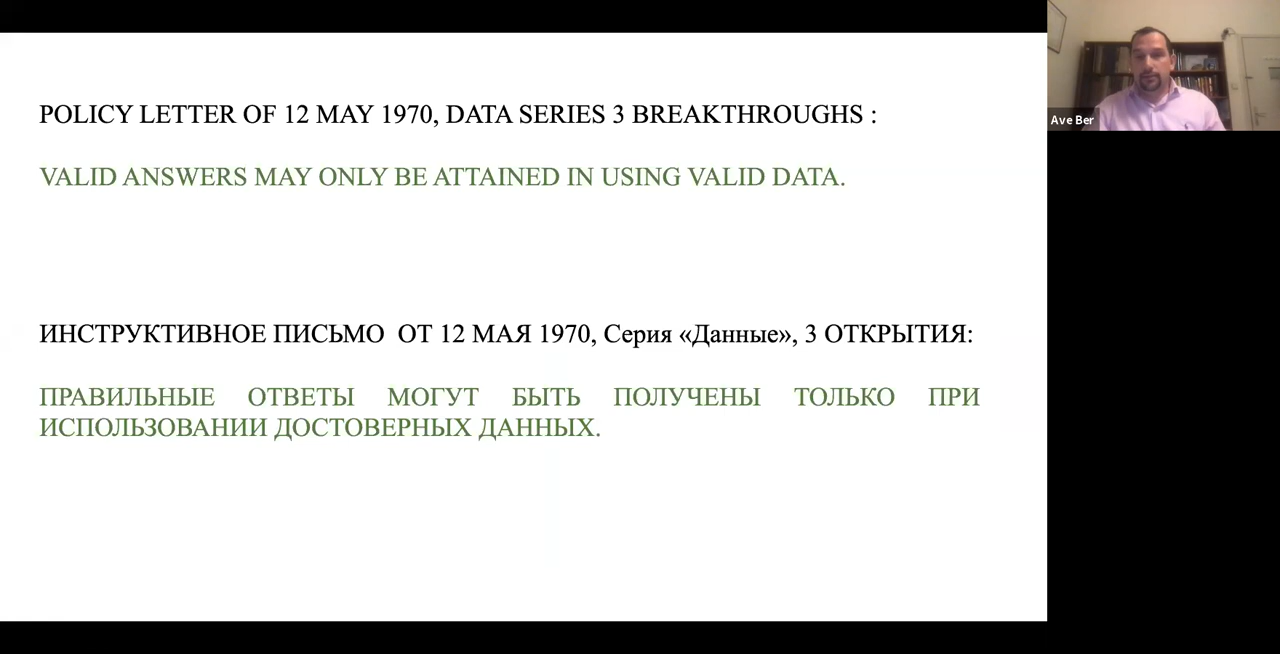 POLICY LETTER OF 12 MAY 1970, DATA SERIES 3 BREAKTHROUGHS :
VALID ANSWERS MAY ONLY BE ATTAINED IN USING VALID DATA.
ИНСТРУКТИВНОЕ ПИСЬМО ОТ 12 МАЯ 1970, Серия «Данные», 3 ОТКРЫТИЯ:
ПРАВИЛЬНЫЕ ОТВЕТЫ МОГУТ БЫТЬ ПОЛУЧЕНЫ ТОЛЬКО ПРИ
ИСПОЛЬЗОВАНИИ ДОСТОВЕРНЫХ ДАННЫХ.
Ave Ber